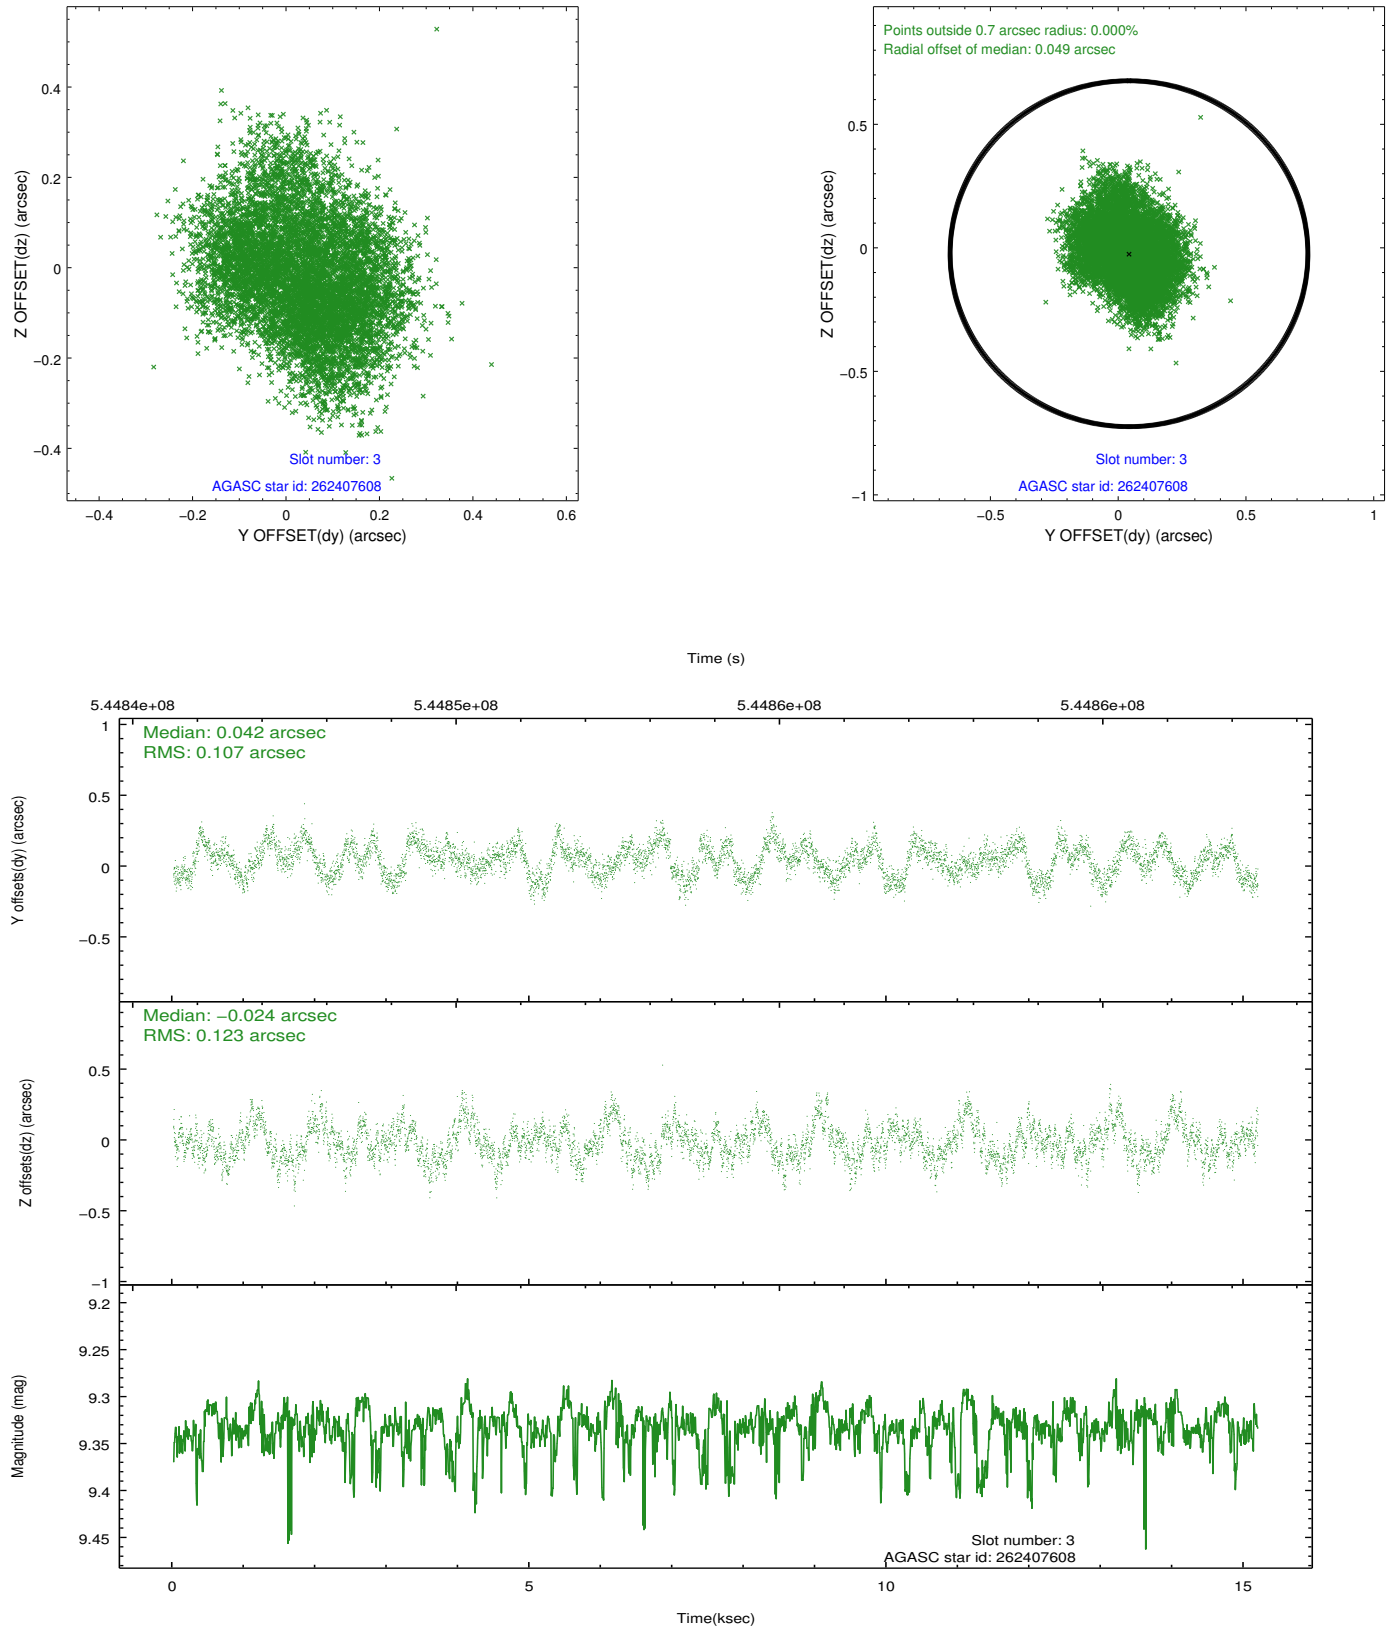 0.4
0.2
0
−0.2
−0.4
Z OFFSET(dz) (arcsec)
Slot number: 3
AGASC star id: 262407608
−0.4 −0.2 0 0.2 0.4 0.6
Y OFFSET(dy) (arcsec)
Points outside 0.7 arcsec radius: 0.000%
Radial offset of median: 0.049 arcsec
0.5
0
−0.5
−1
Z OFFSET(dz) (arcsec)
Slot number: 3
AGASC star id: 262407608
−0.5 0 0.5 1
Y OFFSET(dy) (arcsec)
Time (s)
5.4484e+08 5.4485e+08 5.4486e+08 5.4486e+08
Median: 0.042 arcsec
RMS: 0.107 arcsec
1
0.5
0
−0.5
Y offsets(dy) (arcsec)
Median: −0.024 arcsec
RMS: 0.123 arcsec
0.5
0
−0.5
−1
Z offsets(dz) (arcsec)
9.2
9.25
9.3
9.35
9.4
9.45
Magnitude (mag)
Slot number: 3
AGASC star id: 262407608
0 5 10 15
Time(ksec)